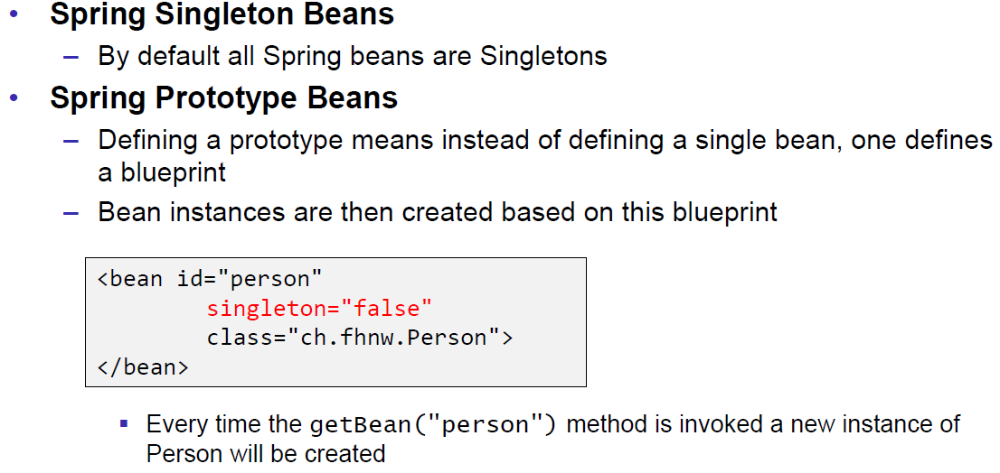 • Spring Singleton Beans
– By default all Spring beans are Singletons
• Spring Prototype Beans
– Defining a prototype means instead of defining a single bean, one defines
a blueprint
– Bean instances are then created based on this blueprint
<bean id="person"
singleton="false"
class="ch.fhnw.Person">
</bean>
▪ Every time the getBean("person") method is invoked a new instance of
Person will be created